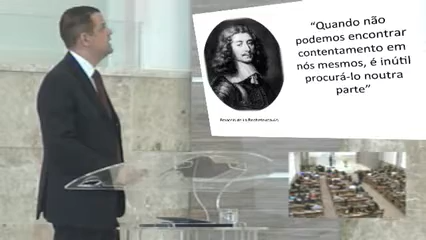 “Quando não
podemos encontrar
contentamento em
nós mesmos, é inútil
procurá-lo noutra
parte”